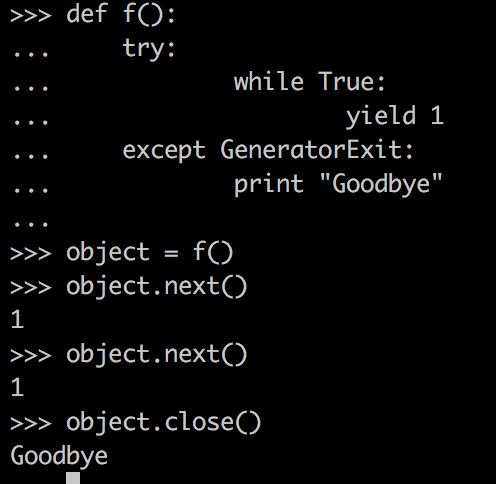 >>> def f():
...     try:
...             while True:
...                     yield 1
...     except GeneratorExit:
...             print "Goodbye"
...
>>> object = f()
>>> object.next()
1
>>> object.next()
1
>>> object.close()
Goodbye